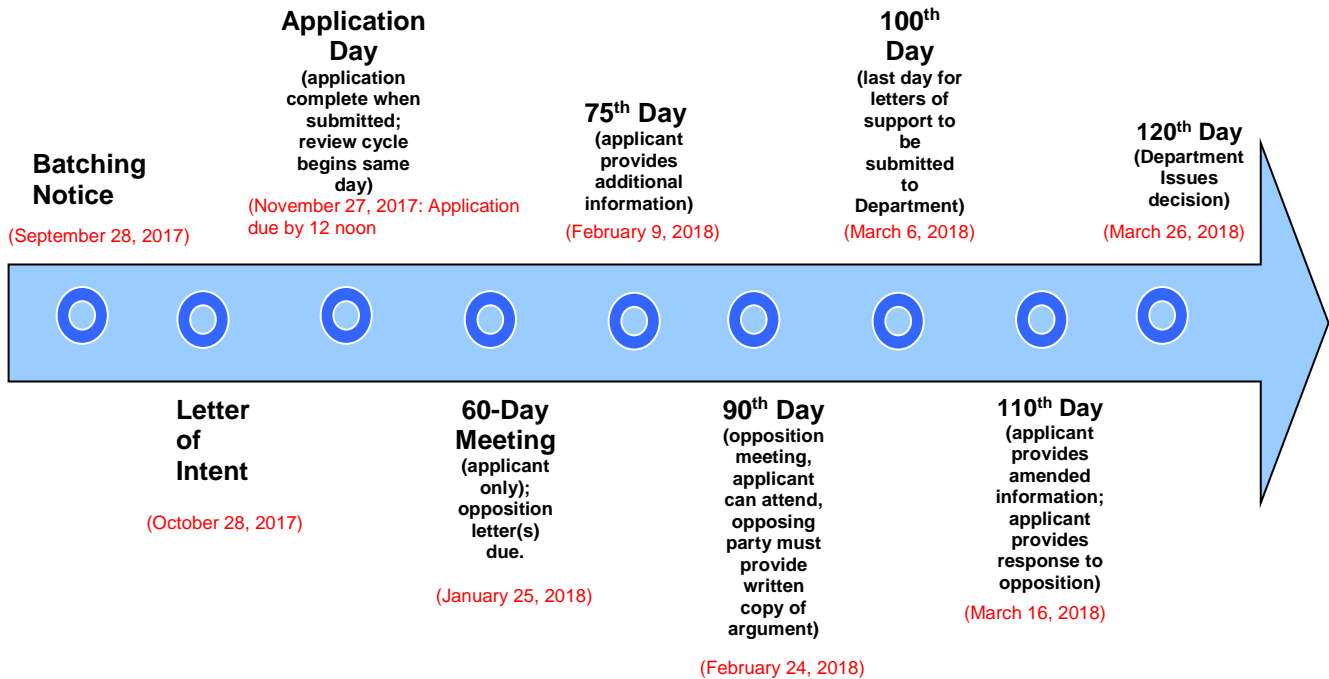 Batching
Notice
(September 28, 2017)
Letter
of
Intent
(October 28, 2017)
Application
Day
(application
complete when
submitted;
review cycle
begins same
day)
(November 27, 2017: Application
due by 12 noon
60-Day
Meeting
(applicant
only);
opposition
letter(s)
due.
(January 25, 2018)
75th Day
(applicant
provides
additional
information)
(February 9, 2018)
90th Day
(opposition
meeting,
applicant
can attend,
opposing
party must
provide
written
copy of
argument)
(February 24, 2018)
100th
Day
(last day for
letters of
support to
be
submitted
to
Department)
(March 6, 2018)
110th Day
(applicant
provides
amended
information;
applicant
provides
response to
opposition)
(March 16, 2018)
120th Day
(Department
Issues
decision)
(March 26, 2018)